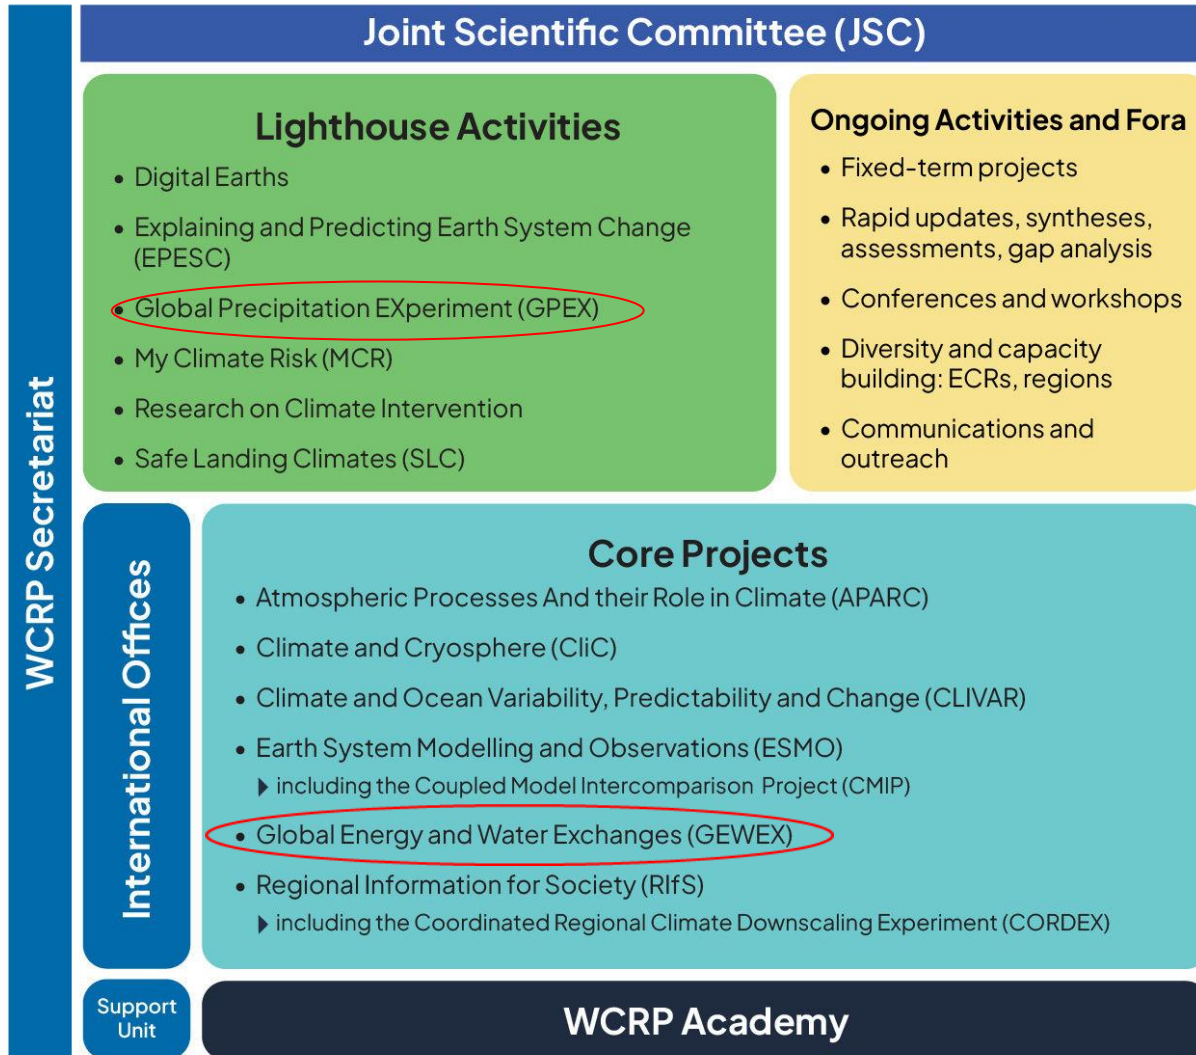 Joint Scientific Committee (JSC)
WCRP Secretariat
Lighthouse Activities
• Digital Earths
• Explaining and Predicting Earth System Change
(EPESC)
• Global Precipitation EXperiment (GPEX)
• My Climate Risk (MCR)
• Research on Climate Intervention
• Safe Landing Climates (SLC)
Ongoing Activities and Fora
• Fixed-term projects
• Rapid updates, syntheses,
assessments, gap analysis
• Conferences and workshops
• Diversity and capacity
building: ECRs, regions
• Communications and
outreach
International Offices
Core Projects
• Atmospheric Processes And their Role in Climate (APARC)
• Climate and Cryosphere (CliC)
• Climate and Ocean Variability, Predictability and Change (CLIVAR)
• Earth System Modelling and Observations (ESMO)
including the Coupled Model Intercomparison Project (CMIP)
• Global Energy and Water Exchanges (GEWEX)
• Regional Information for Society (RIfS)
including the Coordinated Regional Climate Downscaling Experiment (CORDEX)
Support
Unit
WCRP Academy